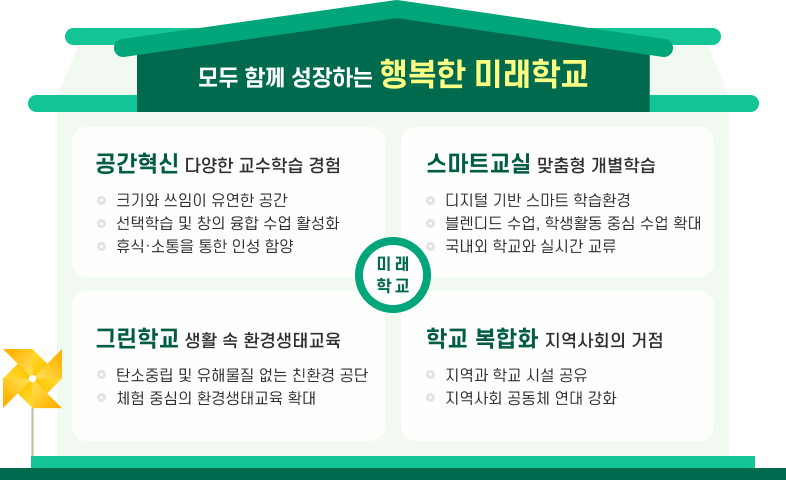 모두 함께 성장하는 행복한 미래학교
공간혁신 다양한 교수학습 경험
크기와 쓰임이 유연한 공간
선택학습 및 창의 융합 수업 활성화
휴식·소통을 통한 인성 함양
스마트교실 맞춤형 개별학습
디지털 기반 스마트 학습환경
블렌디드 수업, 학생활동 중심 수업 확대
국내외 학교와 실시간 교류
미래
학교
그린학교 생활 속 환경생태교육
탄소중립 및 유해물질 없는 친환경 공단
체험 중심의 환경생태교육 확대
학교 복합화 지역사회의 거점
지역과 학교 시설 공유
지역사회 공동체 연대 강화